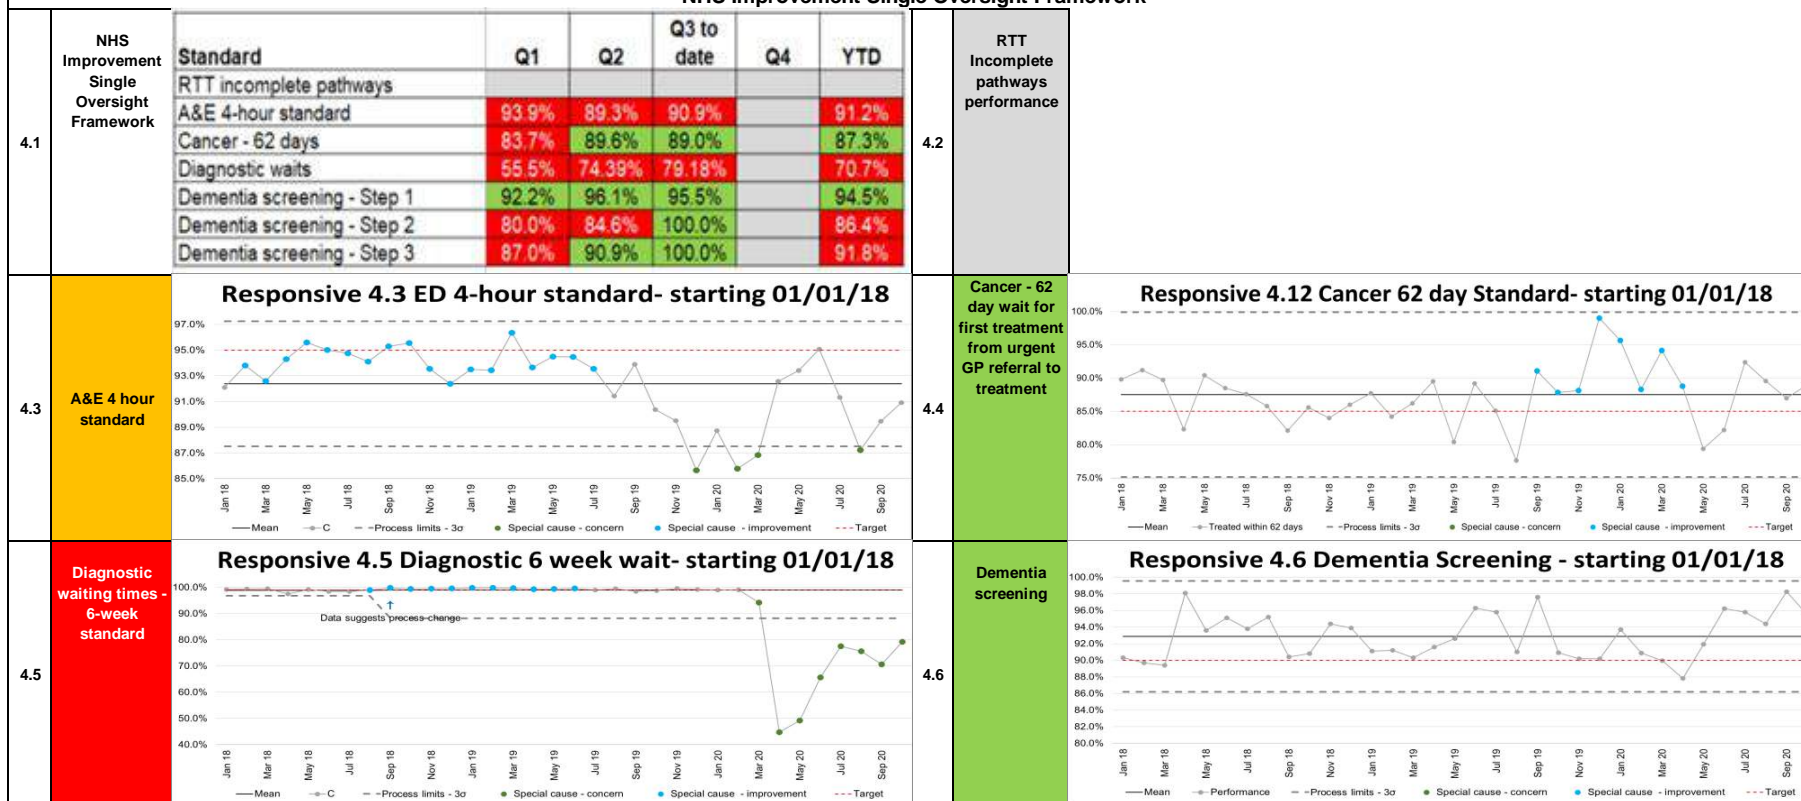 NHS Improvement Single Oversight Framework
4.1
NHS
Improvement
Single
Oversight
Framework
Standard Q1 Q2 Q3 to date Q4 YTD
RTT incomplete pathways
A&E 4-hour standard 93.9% 89.3% 90.9% 91.2%
Cancer - 62 days 83.7% 89.6% 89.0% 87.3%
Diagnostic waits 55.5% 74.39% 79.18% 70.7%
Dementia screening - Step 1 92.2% 96.1% 95.5% 94.5%
Dementia screening - Step 2 80.0% 84.6% 100.0% 86.4%
Dementia screening - Step 3 87.0% 90.9% 100.0% 91.8%
4.2
RTT
Incomplete
pathways
performance
4.3
A&E 4 hour
standard
Responsive 4.3 ED 4-hour standard- starting 01/01/18
97.0%
95.0%
93.0%
91.0%
89.0%
87.0%
85.0%
Jan 18 Mar 18 May 18 Jul 18 Sep 18 Nov 18 Jan 19 Mar 19 May 19 Jul 19 Sep 19 Nov 19 Jan 20 Mar 20 May 20 Jul 20 Sep 20
Mean C Process limits - 3σ Special cause - concern Special cause - improvement Target
4.4
Cancer - 62
day wait for
first treatment
from urgent
GP referral to
treatment
Responsive 4.12 Cancer 62 day Standard- starting 01/01/18
100.0%
95.0%
90.0%
85.0%
80.0%
75.0%
Jan 18 Mar 18 May 18 Jul 18 Sep 18 Nov 18 Jan 19 Mar 19 May 19 Jul 19 Sep 19 Nov 19 Jan 20 Mar 20 May 20 Jul 20 Sep 20
Mean Treated within 62 days Process limits - 3σ Special cause - concern Special cause - improvement Target
4.5
Diagnostic
waiting times -
6-week
standard
Responsive 4.5 Diagnostic 6 week wait- starting 01/01/18
100.0%
90.0%
80.0%
70.0%
60.0%
50.0%
40.0%
Data suggests process change
Jan 18 Mar 18 May 18 Jul 18 Sep 18 Nov 18 Jan 19 Mar 19 May 19 Jul 19 Sep 19 Nov 19 Jan 20 Mar 20 May 20 Jul 20 Sep 20
Mean C Process limits - 3σ Special cause - concern Special cause - improvement Target
4.6
Dementia
screening
Responsive 4.6 Dementia Screening - starting 01/01/18
100.0%
98.0%
96.0%
94.0%
92.0%
90.0%
88.0%
86.0%
84.0%
82.0%
80.0%
Jan 18 Mar 18 May 18 Jul 18 Sep 18 Nov 18 Jan 19 Mar 19 May 19 Jul 19 Sep 19 Nov 19 Jan 20 Mar 20 May 20 Jul 20 Sep 20
Mean Performance Process limits - 3σ Special cause - concern Special cause - improvement Target